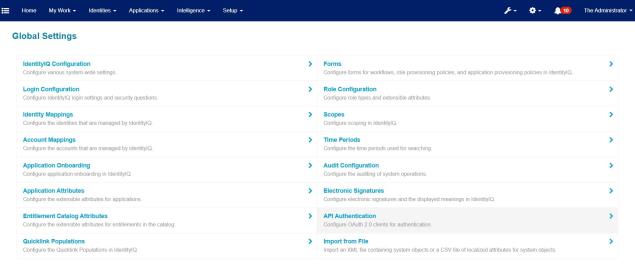 Home My Work Identities Applications Intelligence Setup 10 The Administrator
Global Settings
IdentityIQ Configuration
Configure various system-wide settings.
Login Configuration
Configure IdentityIQ login settings and security questions.
Identity Mappings
Configure the identities that are managed by IdentityIQ.
Account Mappings
Configure the accounts that are managed by IdentityIQ.
Application Onboarding
Configure application onboarding in IdentityIQ.
Application Attributes
Configure the extensible attributes for applications.
Entitlement Catalog Attributes
Configure the extensible attributes for entitlements in the catalog.
Quicklink Populations
Configure the Quicklink Populations in IdentityIQ.
Forms
Configure forms for workflows, role provisioning policies, and application provisioning policies in IdentityIQ.
Role Configuration
Configure role types and extensible attributes.
Scopes
Configure scoping in IdentityIQ.
Time Periods
Configure the time periods used for searching.
Audit Configuration
Configure the auditing of system operations.
Electronic Signatures
Configure electronic signatures and the displayed meanings in IdentityIQ.
API Authentication
Configure OAuth 2.0 clients for authentication.
Import from File
Import an XML file containing system objects or a CSV file of localized attributes for system objects.